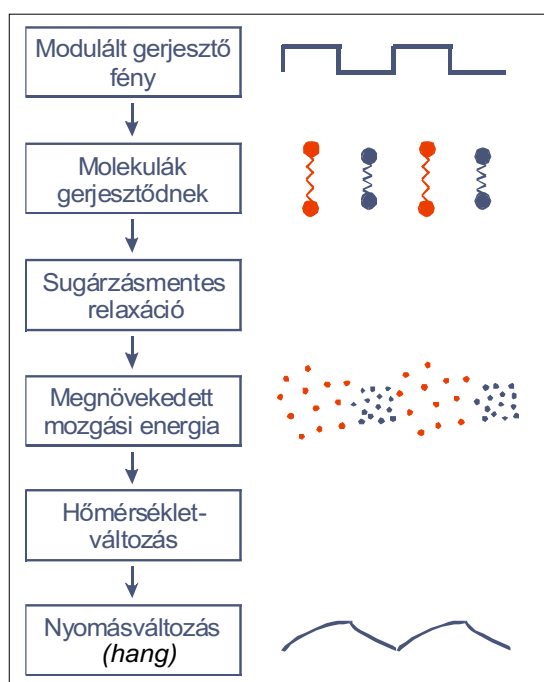 Modulált gerjesztő
fény
Molekulák
gerjesztődnek
Sugárzásmentes
relaxáció
Megnövekedett
mozgási energia
Hőmérséklet-
változás
Nyomásváltozás
(hang)